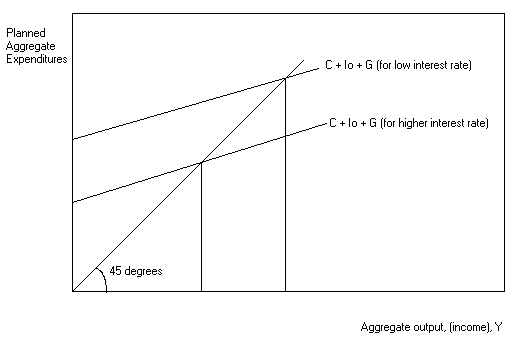 Planned
Aggregate
Expenditures
C + Io + G (for low interest rate)
C + Io + G (for higher interest rate)
45 degrees
Aggregate output, (income), Y